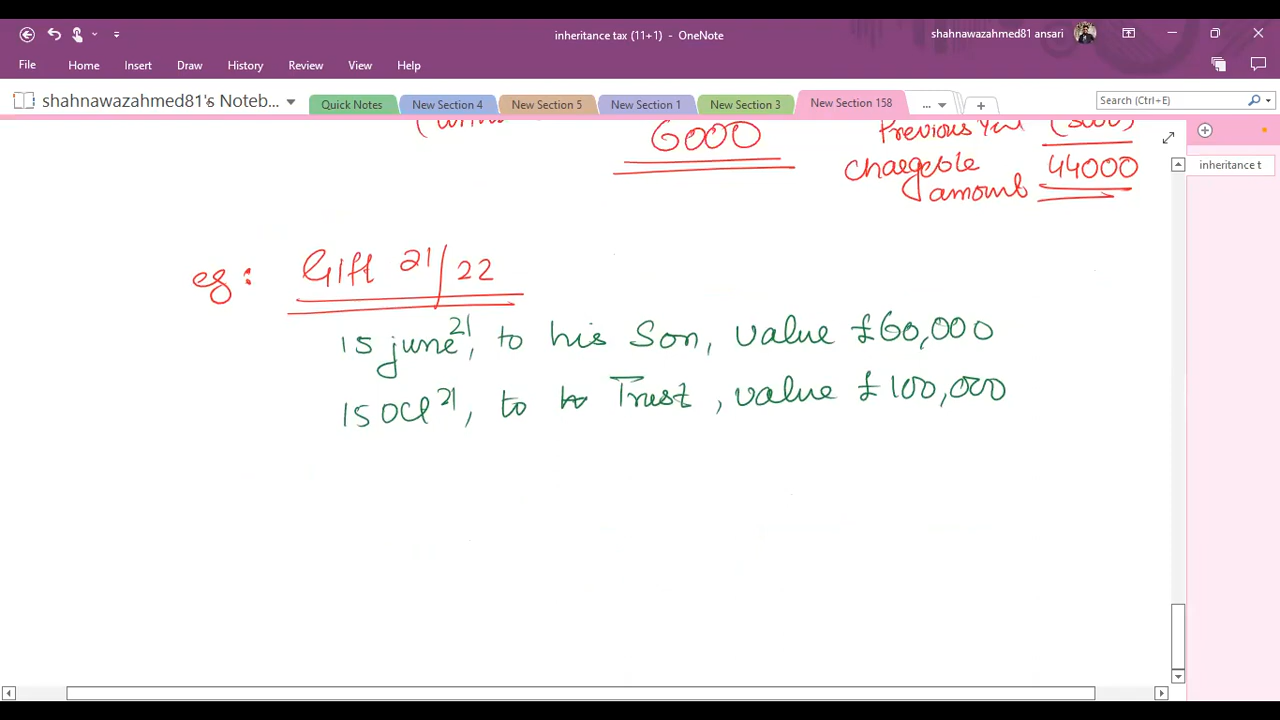 inheritance tax (11+1) - OneNote
shahnawazahmed81 ansari
File Home Insert Draw History Review View Help
shahnawazahmed81's Noteb...
Quick Notes New Section 4 New Section 5 New Section 1 New Section 3 New Section 158 ...
Search (Ctrl+E)
inheritance t
6000
Previous
chargeable 44000
amount
eg: Gift 21/22
15 june 21, to his Son, value £60,000
15 Oct 21, to Trust, value £100,000